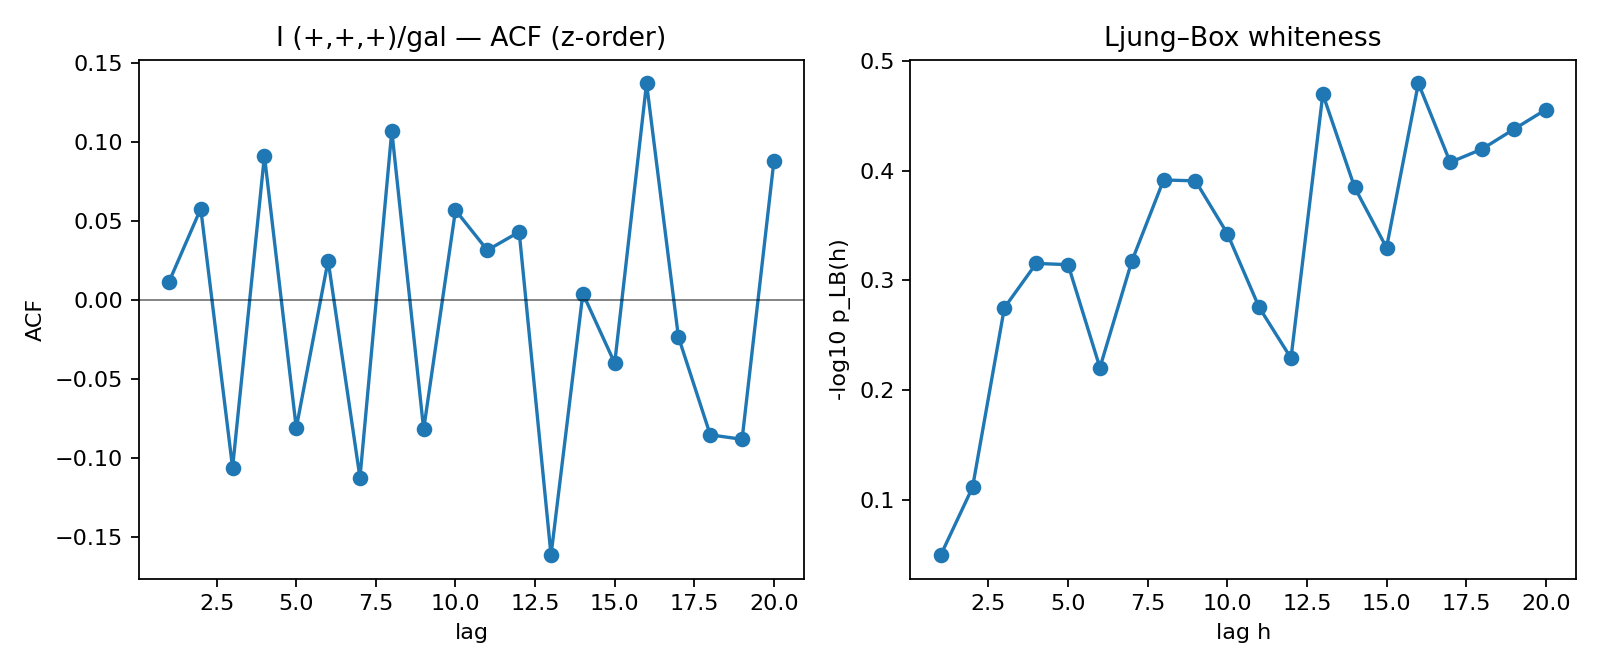 I (+,+,+)/gal — ACF (z-order)
0.15
0.10
0.05
0.00
−0.05
−0.10
−0.15
ACF
2.5 5.0 7.5 10.0 12.5 15.0 17.5 20.0
lag
Ljung–Box whiteness
0.5
0.4
0.3
0.2
0.1
-log10 p_LB(h)
2.5 5.0 7.5 10.0 12.5 15.0 17.5 20.0
lag h